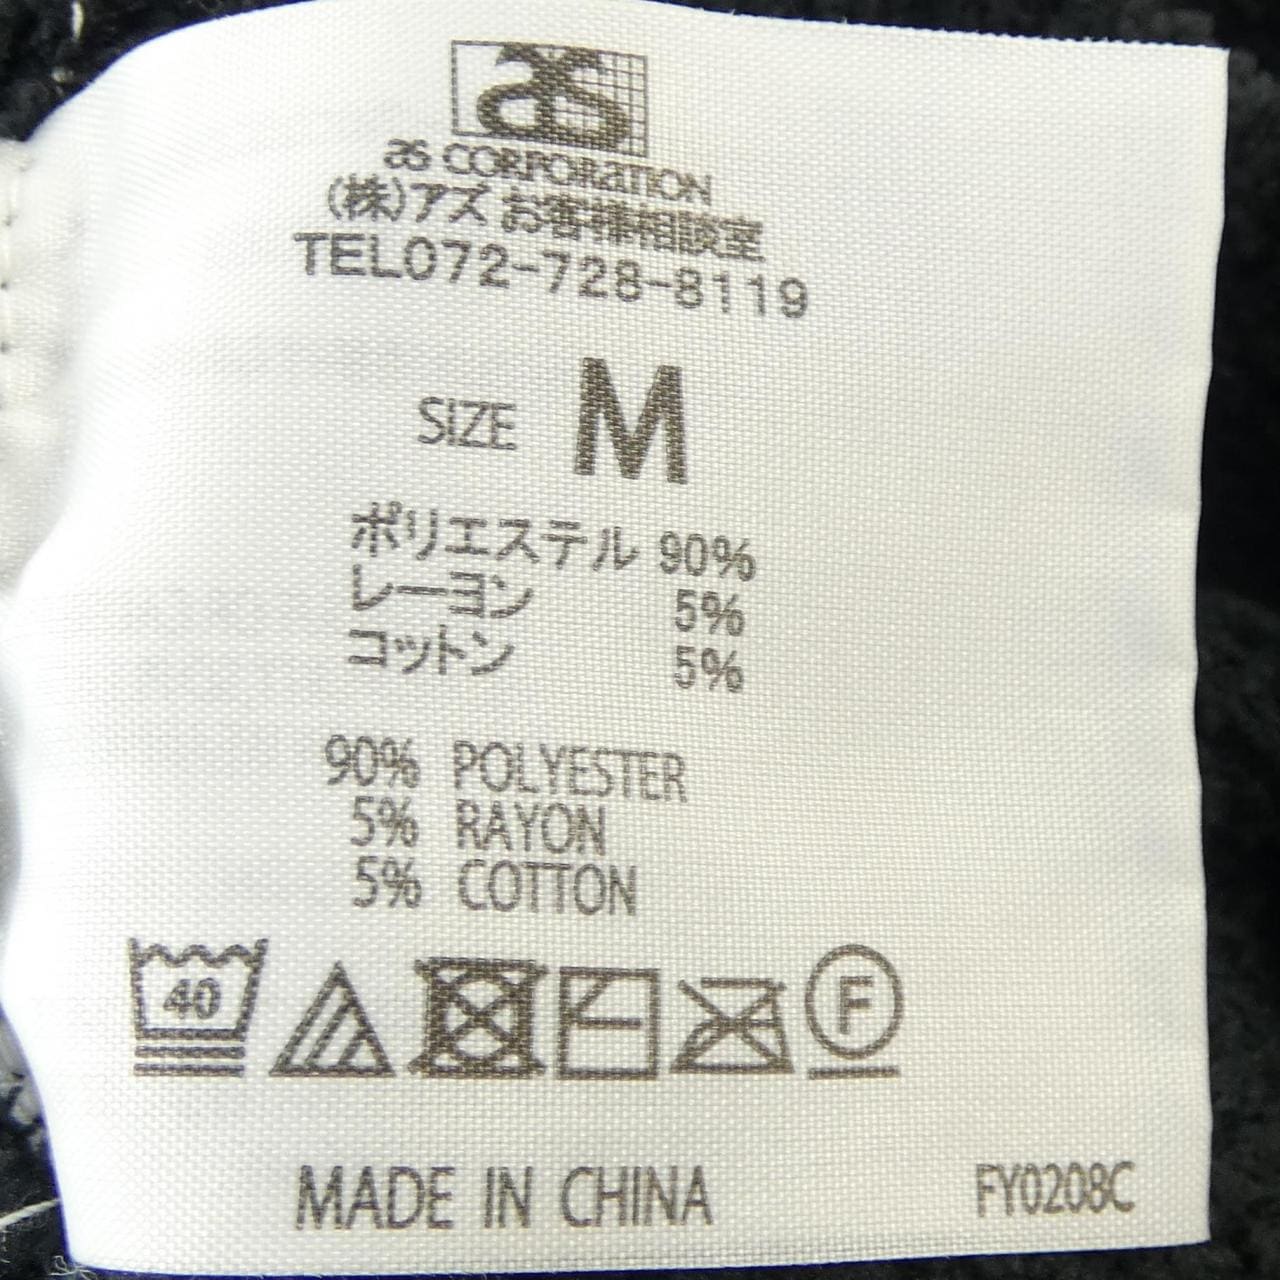 as
as CORPORaTION
(株)アズ お客様相談室
TEL072-728-8119
SIZE M
ポリエステル 90%
レーヨン 5%
コットン 5%
90% POLYESTER
5% RAYON
5% COTTON
40 F
MADE IN CHINA FY0208C